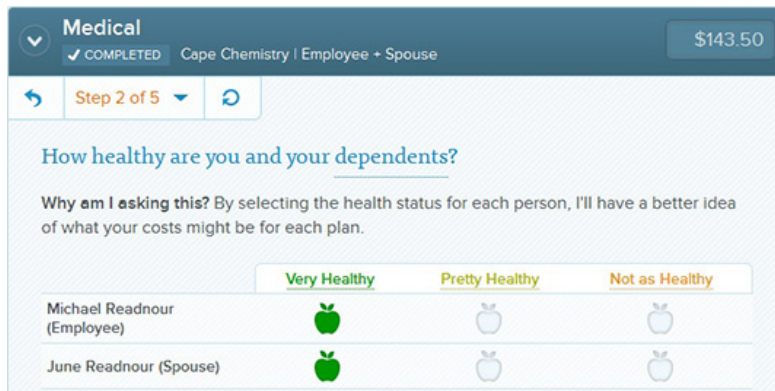 Medical
$143.50
✓ COMPLETED Cape Chemistry | Employee + Spouse
Step 2 of 5
How healthy are you and your dependents?
Why am I asking this? By selecting the health status for each person, I'll have a better idea
of what your costs might be for each plan.
Very Healthy Pretty Healthy Not as Healthy
Michael Readnour
(Employee)
June Readnour (Spouse)